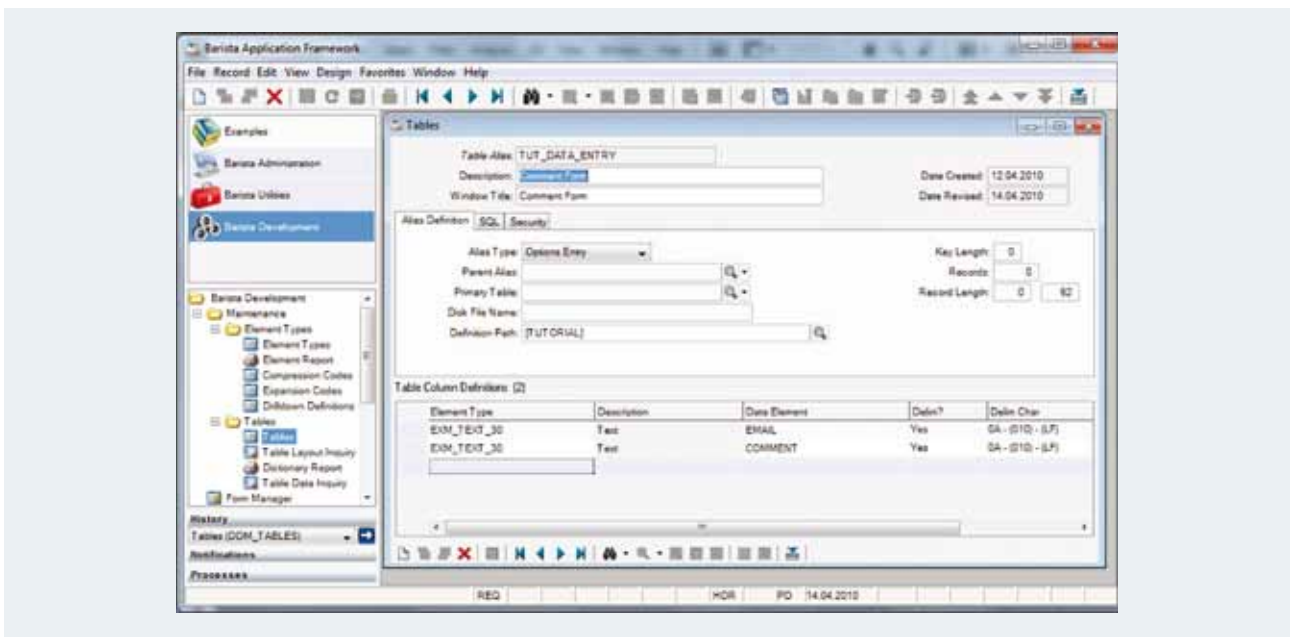 Barista Application Framework
File Record Edit View Design Favorites Window Help
Examples
Barista Administration
Barista Utilities
Barista Development
Barista Development
Maintenance
Element Types
Element Types
Element Report
Compression Codes
Expansion Codes
Drilldown Definitions
Tables
Tables
Table Layout Inquiry
Dictionary Report
Table Data Inquiry
Form Manager
History
Tables (DDM_TABLES)
Notifications
Processes
Tables
Table Alias: TUT_DATA_ENTRY
Description: Comment Form
Date Created: 12.04.2010
Window Title: Comment Form
Date Revised: 14.04.2010
Alias Definition SQL Security
Alias Type: Options Entry
Key Length: 0
Parent Alias:
Records: 0
Primary Table:
Record Length: 0 62
Disk File Name:
Definition Path: [TUTORIAL]
Table Column Definitions (2)
Element Type Description Data Element Delim? Delim Char
EXM_TEXT_30 Text EMAIL Yes 0A - (010) - (LF)
EXM_TEXT_30 Text COMMENT Yes 0A - (010) - (LF)
REQ HOR PD 14.04.2010